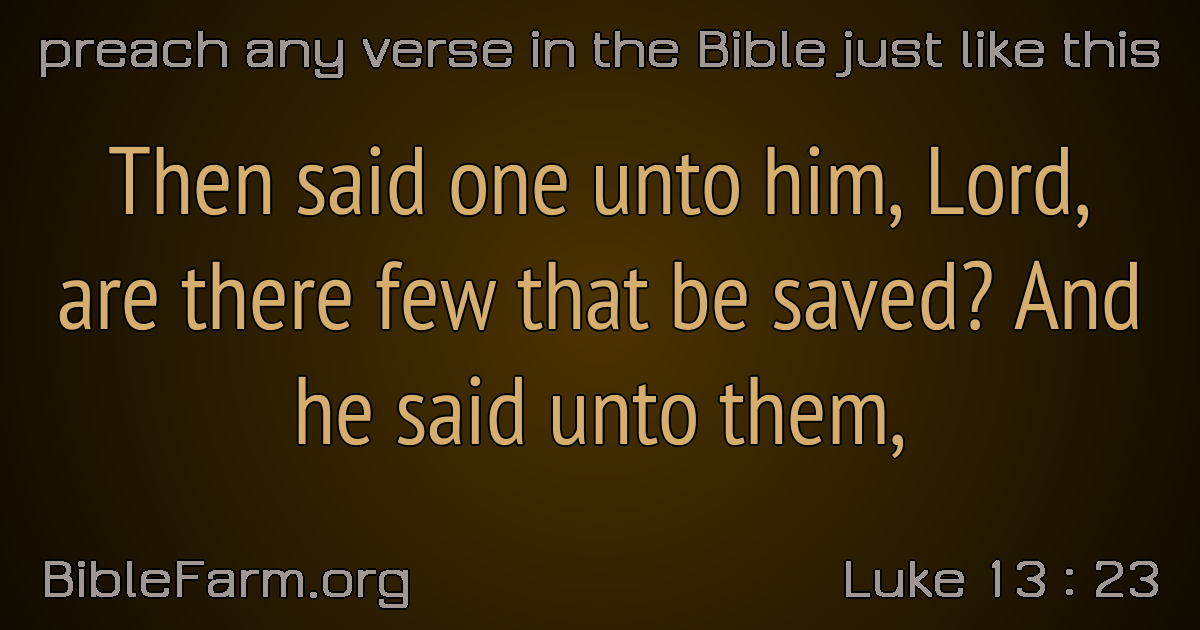 preach any verse in the Bible just like this
Then said one unto him, Lord,
are there few that be saved? And
he said unto them,
BibleFarm.org
Luke 13 : 23